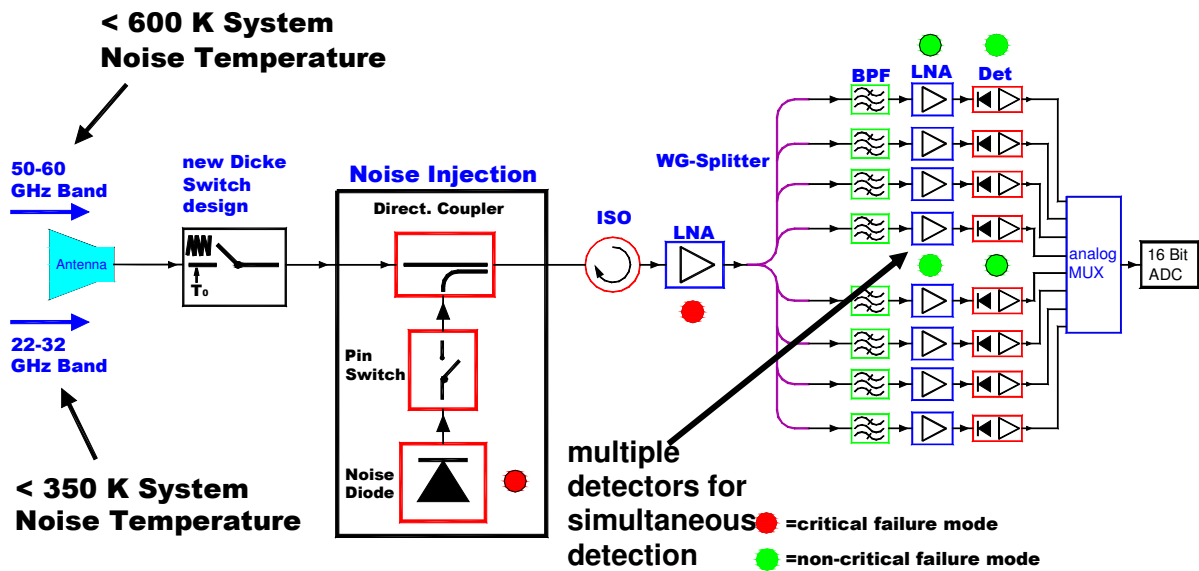 < 600 K System
Noise Temperature
50-60
GHz Band
Antenna
22-32
GHz Band
< 350 K System
Noise Temperature
new Dicke
Switch
design
T₀
Noise Injection
Direct. Coupler
Pin
Switch
Noise
Diode
ISO
LNA
WG-Splitter
BPF
LNA
Det
analog
MUX
16 Bit
ADC
multiple
detectors for
simultaneous
detection
=critical failure mode
=non-critical failure mode